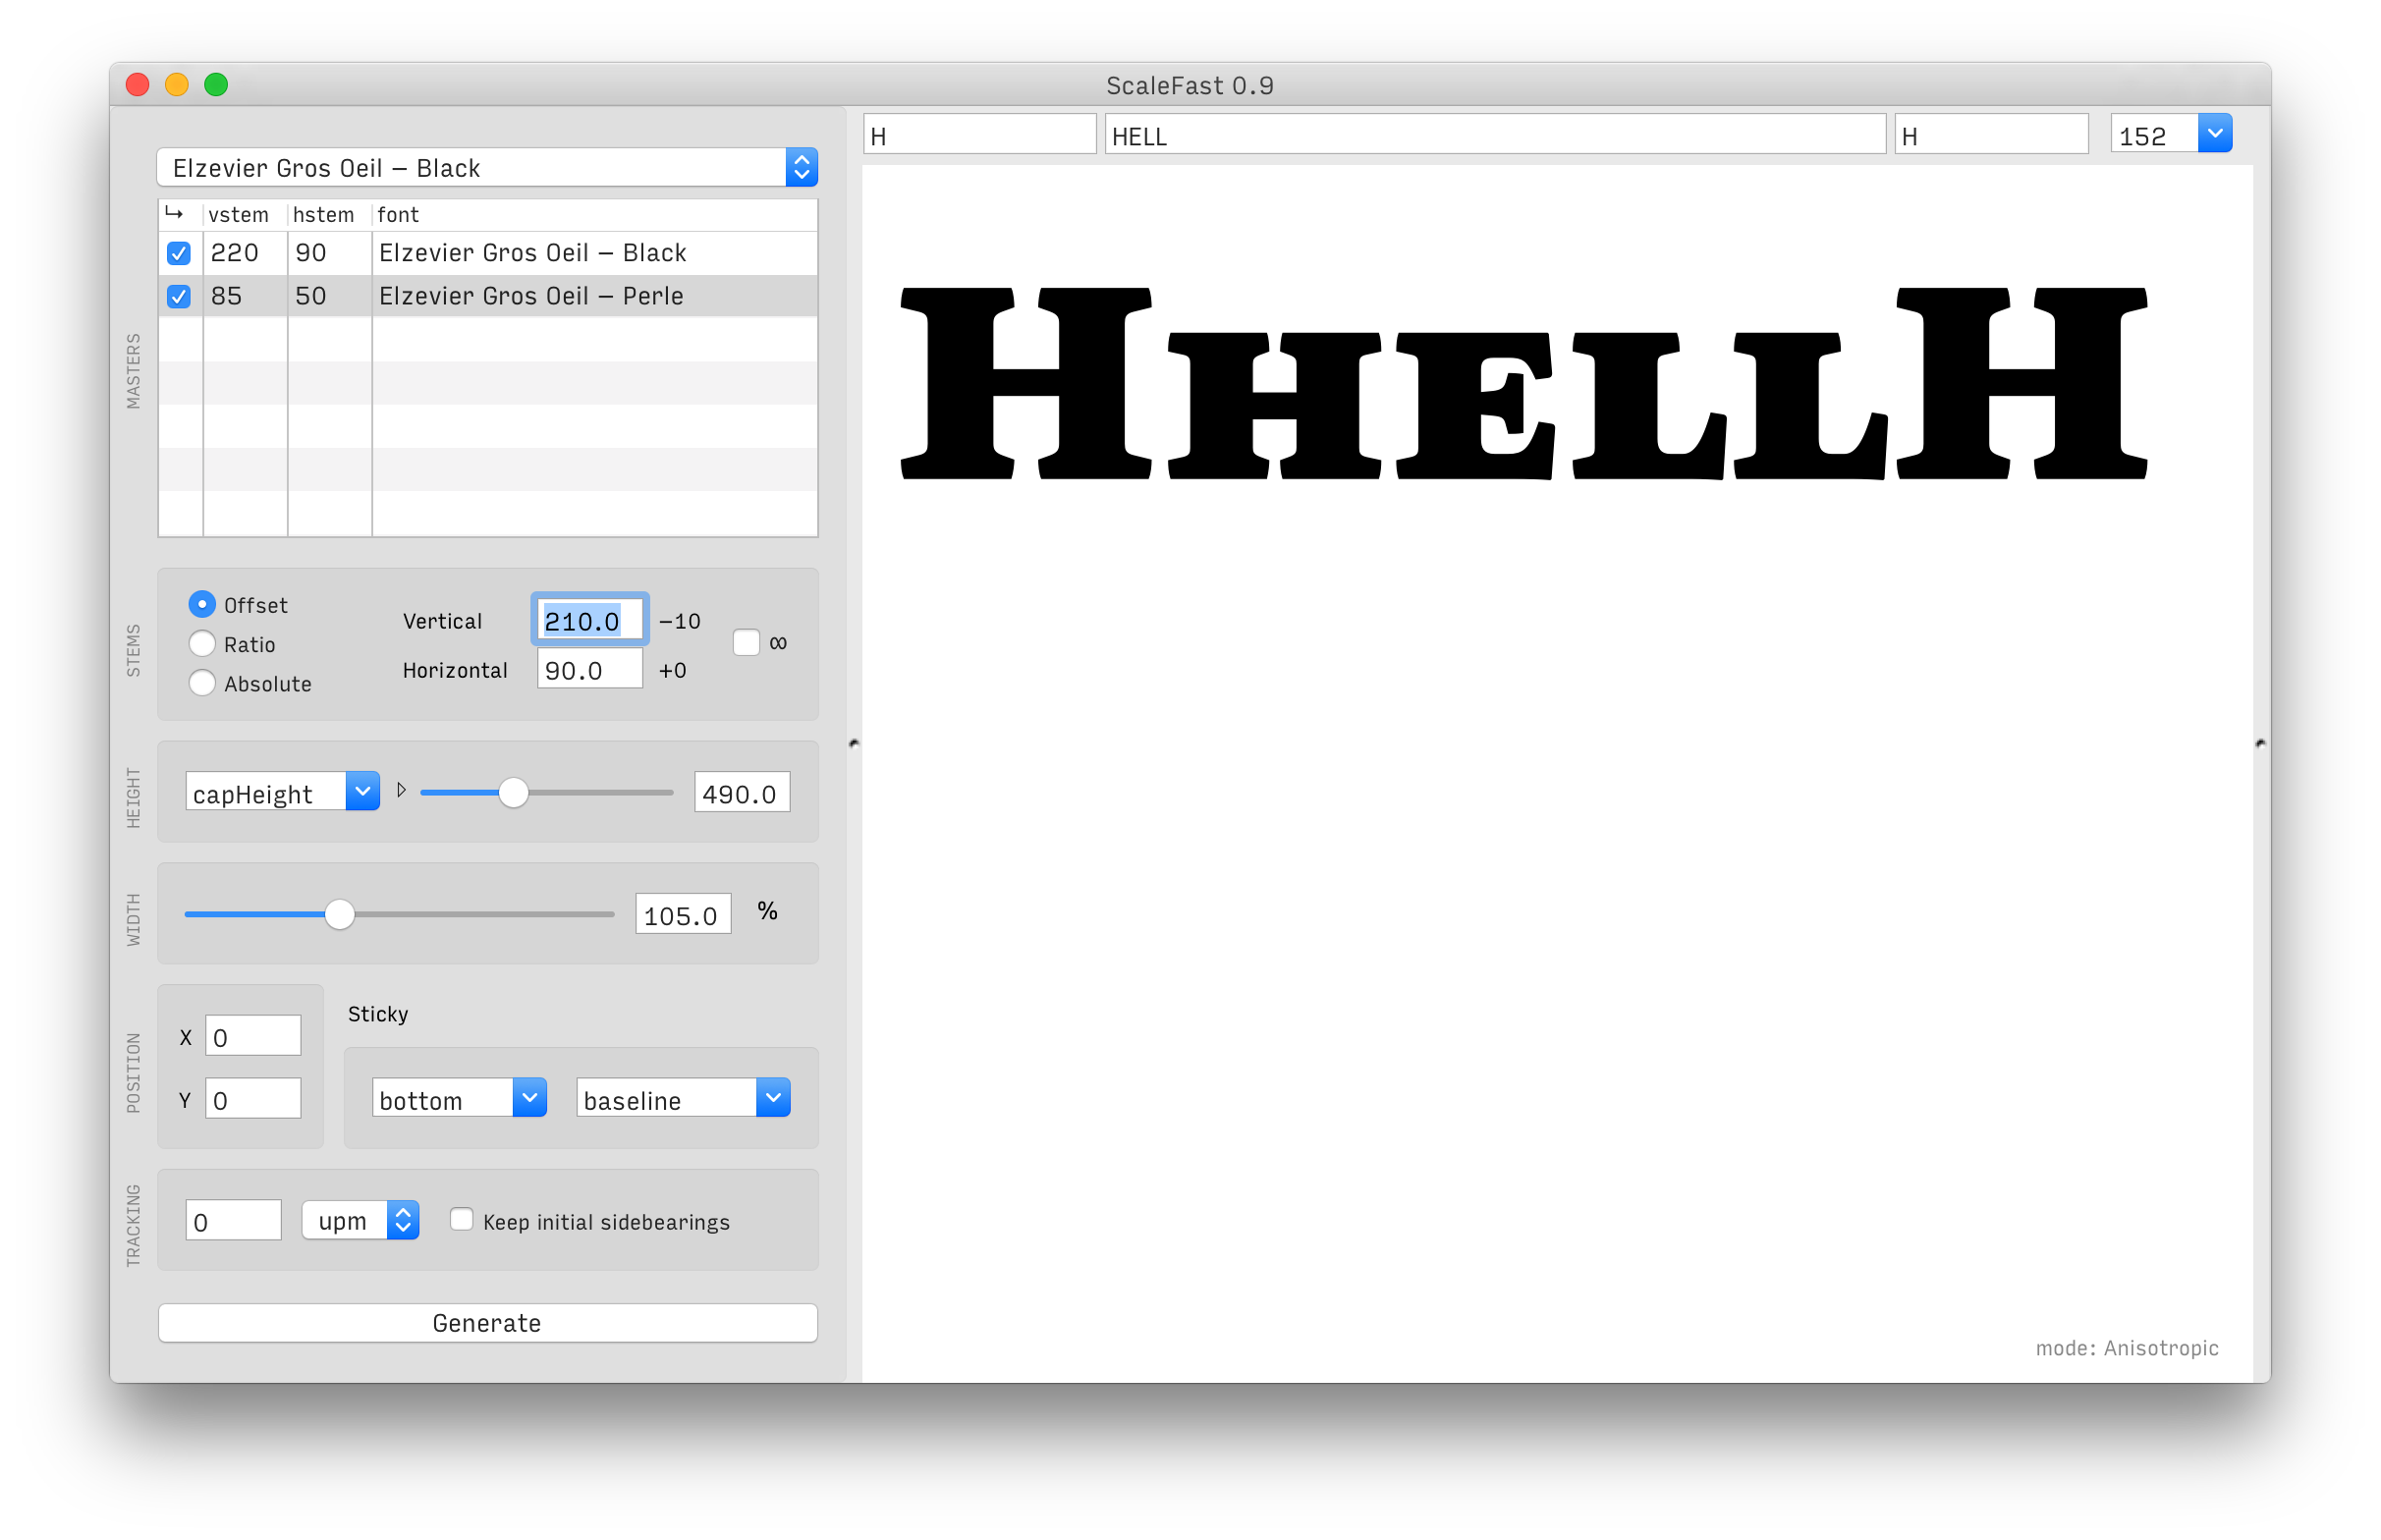 ScaleFast 0.9
Elzevier Gros Oeil – Black
↳ vstem hstem font
220 90 Elzevier Gros Oeil – Black
85 50 Elzevier Gros Oeil – Perle
MASTERS
STEMS
Offset
Ratio
Absolute
Vertical 210.0 –10
Horizontal 90.0 +0
∞
HEIGHT
capHeight 490.0
WIDTH
105.0 %
POSITION
X 0
Y 0
Sticky
bottom baseline
TRACKING
0 upm Keep initial sidebearings
Generate
H HELL H 152
HHELLH
mode: Anisotropic